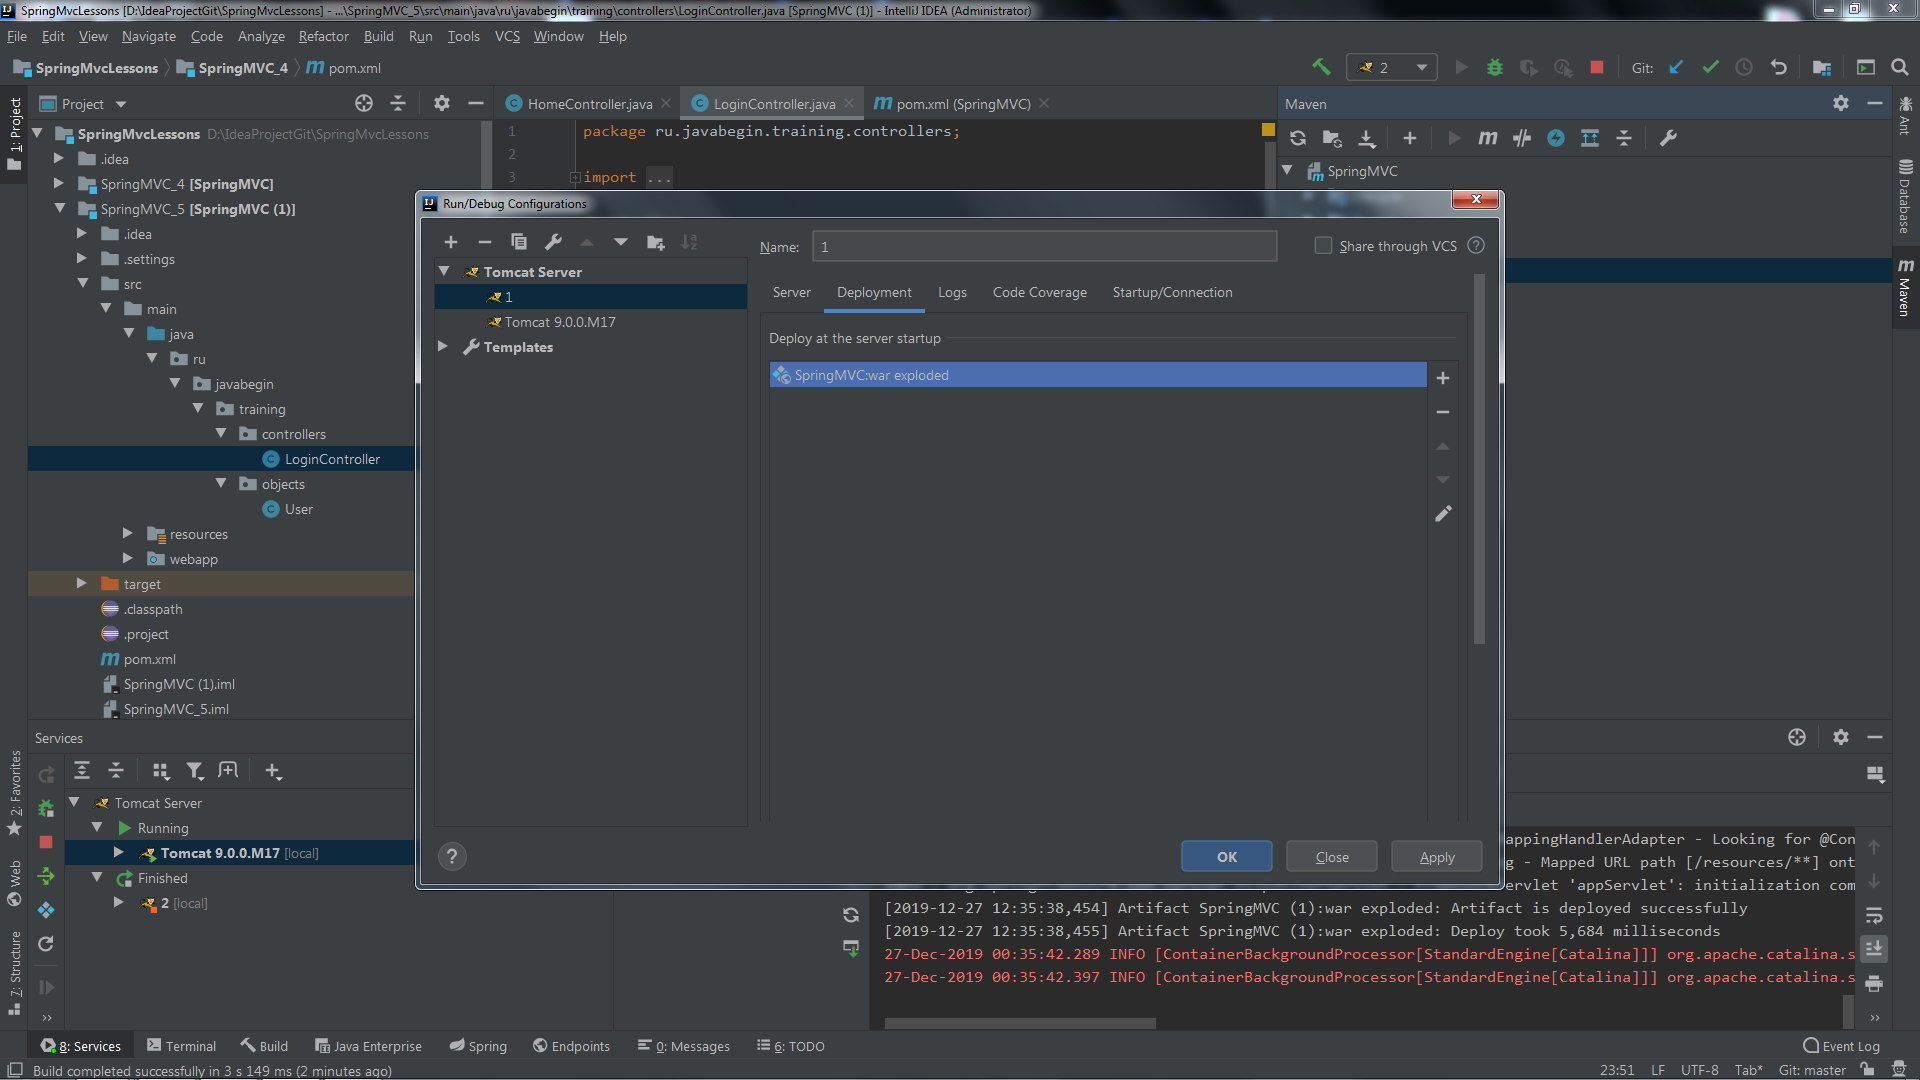 SpringMvcLessons [D:\IdeaProjectGit\SpringMvcLessons] - ...\SpringMVC_5\src\main\java\ru\javabegin\training\controllers\LoginController.java [SpringMVC (1)] - IntelliJ IDEA (Administrator)
File Edit View Navigate Code Analyze Refactor Build Run Tools VCS Window Help
SpringMvcLessons SpringMVC_4 pom.xml
2
Git:
1: Project
Project
HomeController.java
LoginController.java
pom.xml (SpringMVC)
Maven
Ant
Database
Maven
SpringMvcLessons D:\IdeaProjectGit\SpringMvcLessons
.idea
SpringMVC_4 [SpringMVC]
SpringMVC_5 [SpringMVC (1)]
.idea
.settings
src
main
java
ru
javabegin
training
controllers
LoginController
objects
User
resources
webapp
target
.classpath
.project
pom.xml
SpringMVC (1).iml
SpringMVC_5.iml
1 package ru.javabegin.training.controllers;
2
3 import ...
SpringMVC
Run/Debug Configurations
Tomcat Server
1
Tomcat 9.0.0.M17
Templates
Name: 1
Share through VCS
Server Deployment Logs Code Coverage Startup/Connection
Deploy at the server startup
SpringMVC:war exploded
OK Close Apply
Services
2: Favorites
Web
7: Structure
Tomcat Server
Running
Tomcat 9.0.0.M17 [local]
Finished
2 [local]
appingHandlerAdapter - Looking for @Con
g - Mapped URL path [/resources/**] ont
ervlet 'appServlet': initialization com
[2019-12-27 12:35:38,454] Artifact SpringMVC (1):war exploded: Artifact is deployed successfully
[2019-12-27 12:35:38,455] Artifact SpringMVC (1):war exploded: Deploy took 5,684 milliseconds
27-Dec-2019 00:35:42.289 INFO [ContainerBackgroundProcessor[StandardEngine[Catalina]]] org.apache.catalina.s
27-Dec-2019 00:35:42.397 INFO [ContainerBackgroundProcessor[StandardEngine[Catalina]]] org.apache.catalina.s
8: Services Terminal Build Java Enterprise Spring Endpoints 0: Messages 6: TODO Event Log
Build completed successfully in 3 s 149 ms (2 minutes ago)
23:51 LF UTF-8 Tab* Git: master